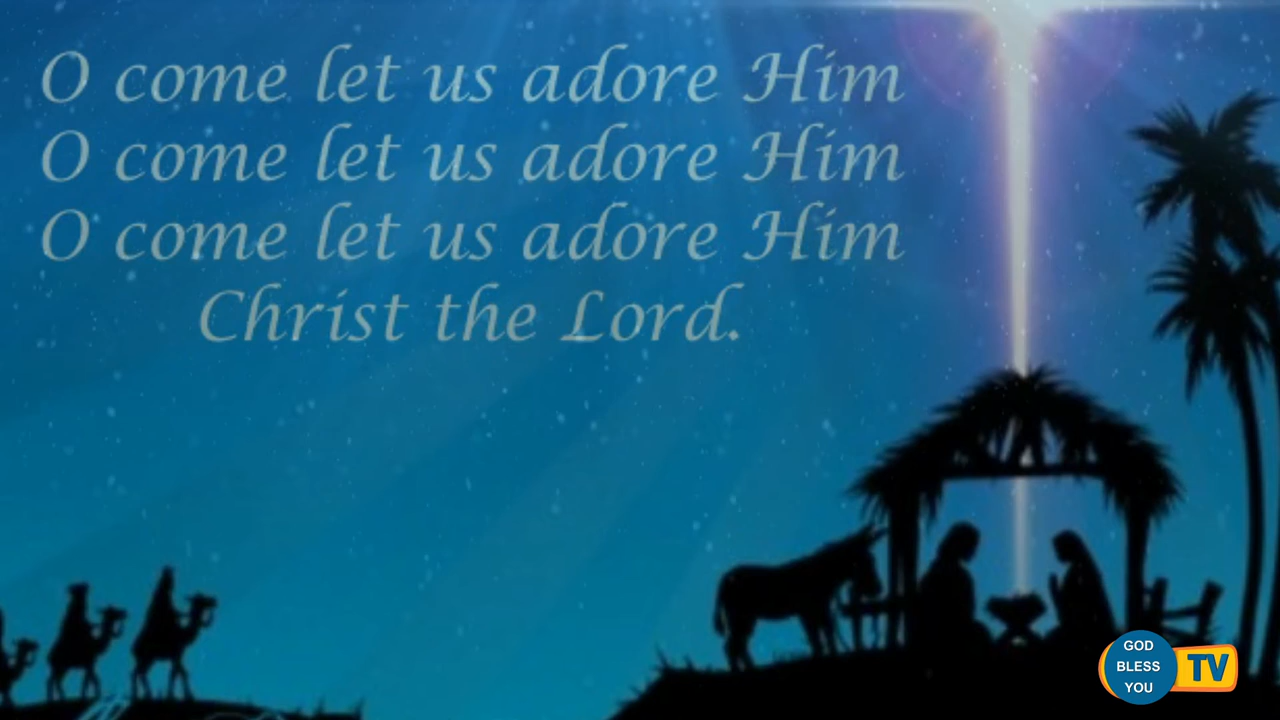 O come let us adore Him
O come let us adore Him
O come let us adore Him
Christ the Lord.
GOD
BLESS
YOU
TV